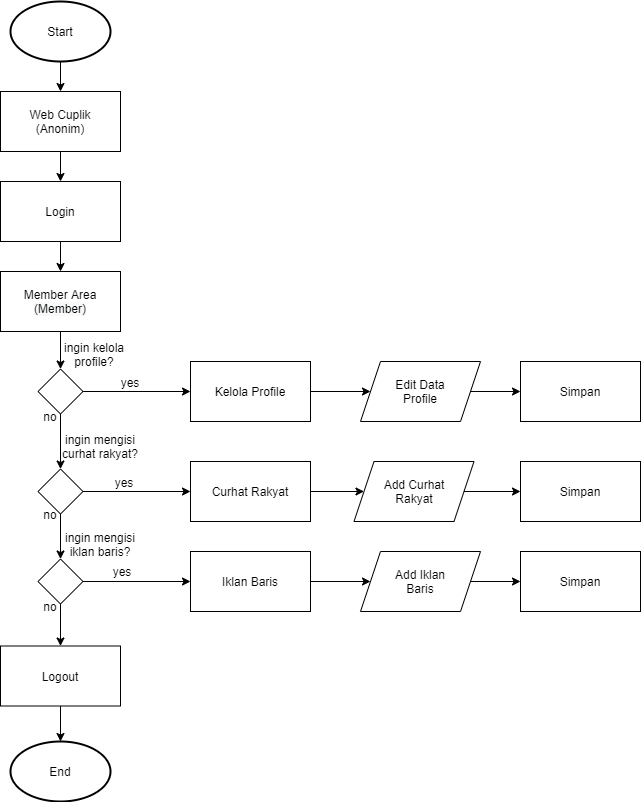 Start
Web Cuplik
(Anonim)
Login
Member Area
(Member)
ingin kelola
profile?
yes
Kelola Profile
Edit Data
Profile
Simpan
no
ingin mengisi
curhat rakyat?
yes
Curhat Rakyat
Add Curhat
Rakyat
Simpan
no
ingin mengisi
iklan baris?
yes
Iklan Baris
Add Iklan
Baris
Simpan
no
Logout
End